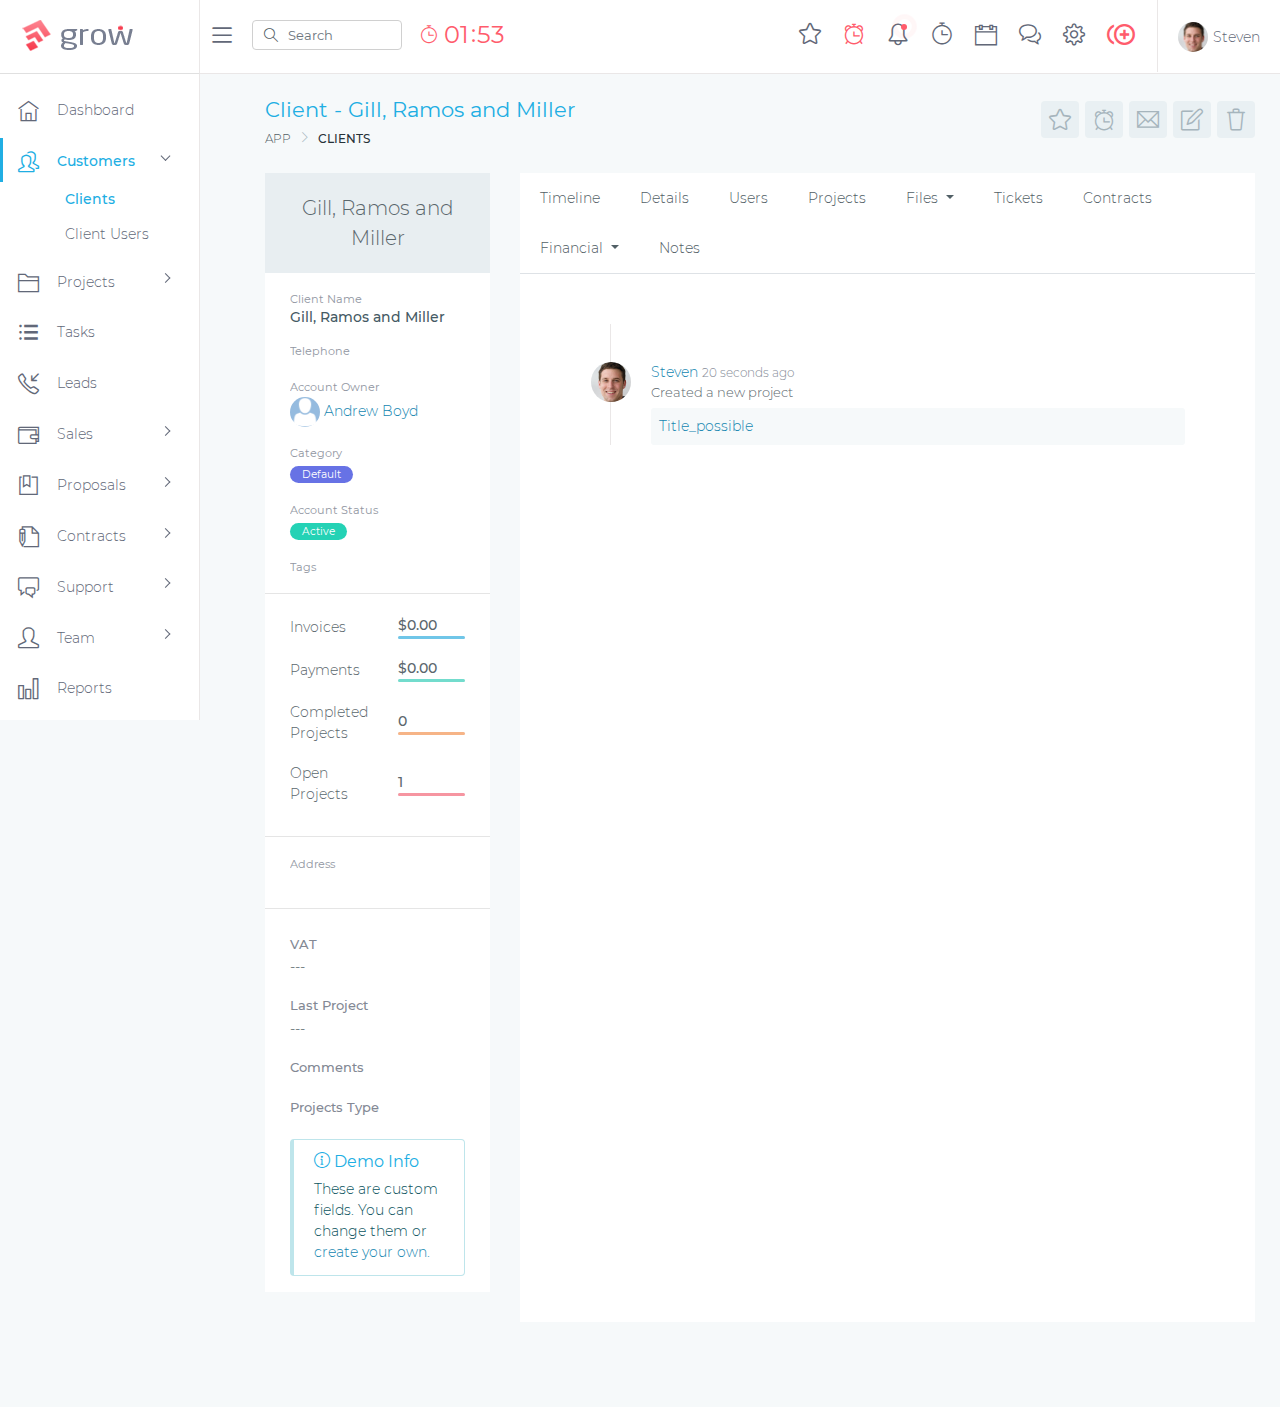 grow
Search
01:53
Steven
Dashboard
Customers
Clients
Client Users
Projects
Tasks
Leads
Sales
Proposals
Contracts
Support
Team
Reports
Client - Gill, Ramos and Miller
APP
CLIENTS
Gill, Ramos and
Miller
Client Name
Gill, Ramos and Miller
Telephone
Account Owner
Andrew Boyd
Category
Default
Account Status
Active
Tags
Invoices
$0.00
Payments
$0.00
Completed
Projects
0
Open
Projects
1
Address
VAT
---
Last Project
---
Comments
Projects Type
Demo Info
These are custom
fields. You can
change them or
create your own.
Timeline
Details
Users
Projects
Files
Tickets
Contracts
Financial
Notes
Steven 20 seconds ago
Created a new project
Title_possible